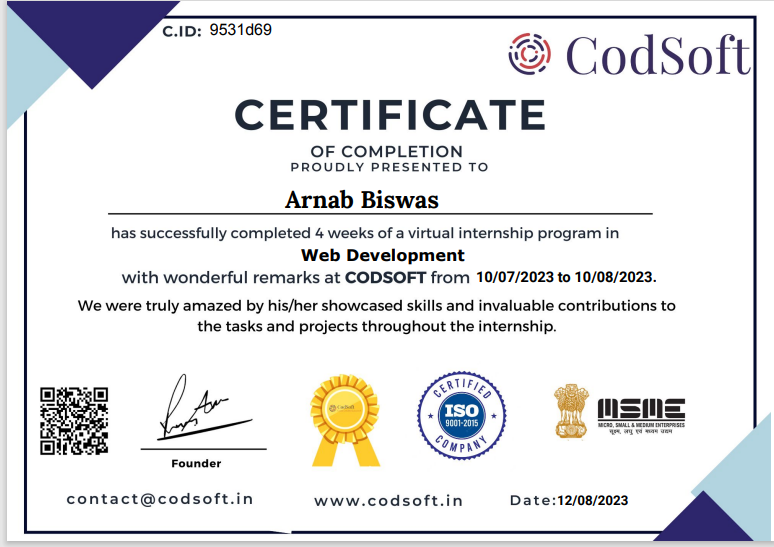 C.ID: 9531d69
CodSoft
CERTIFICATE
OF COMPLETION
PROUDLY PRESENTED TO
Arnab Biswas
has successfully completed 4 weeks of a virtual internship program in
Web Development
with wonderful remarks at CODSOFT from 10/07/2023 to 10/08/2023.
We were truly amazed by his/her showcased skills and invaluable contributions to
the tasks and projects throughout the internship.
Founder
CodSoft
CERTIFIED
ISO
9001-2015
COMPANY
MSME
MICRO, SMALL & MEDIUM ENTERPRISES
सूक्ष्म, लघु एवं मध्यम उद्यम
contact@codsoft.in
www.codsoft.in
Date:12/08/2023